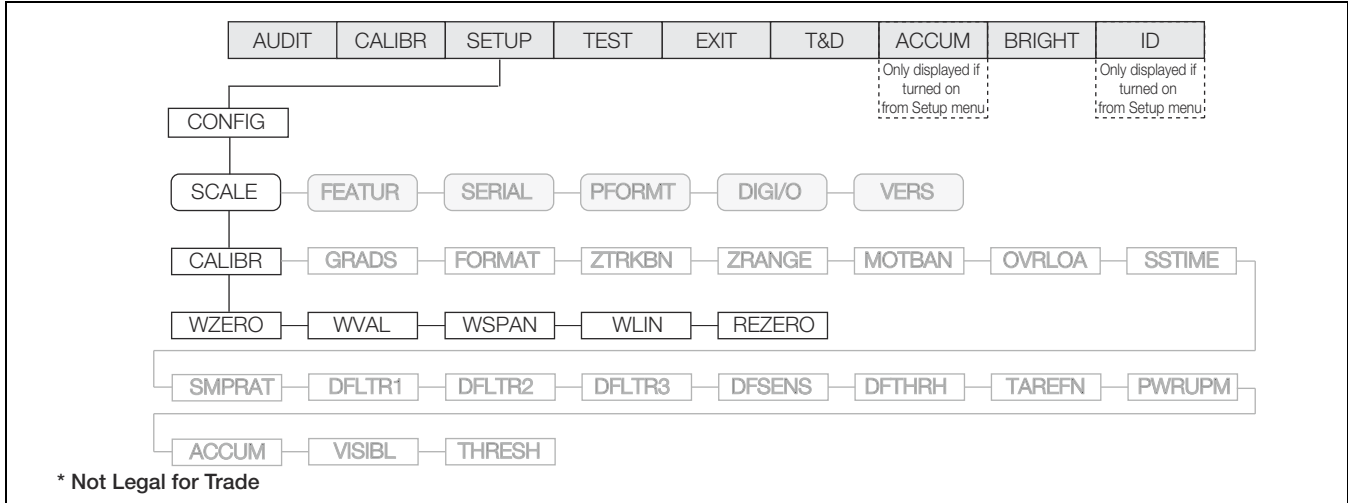 AUDIT CALIBR SETUP TEST EXIT T&D ACCUM BRIGHT ID
Only displayed if
turned on
from Setup menu
Only displayed if
turned on
from Setup menu
CONFIG
SCALE FEATUR SERIAL PFORMT DIGI/O VERS
CALIBR GRADS FORMAT ZTRKBN ZRANGE MOTBAN OVRLOA SSTIME
WZERO WVAL WSPAN WLIN REZERO
SMPRAT DFLTR1 DFLTR2 DFLTR3 DFSENS DFTHRH TAREFN PWRUPM
ACCUM VISIBL THRESH
* Not Legal for Trade